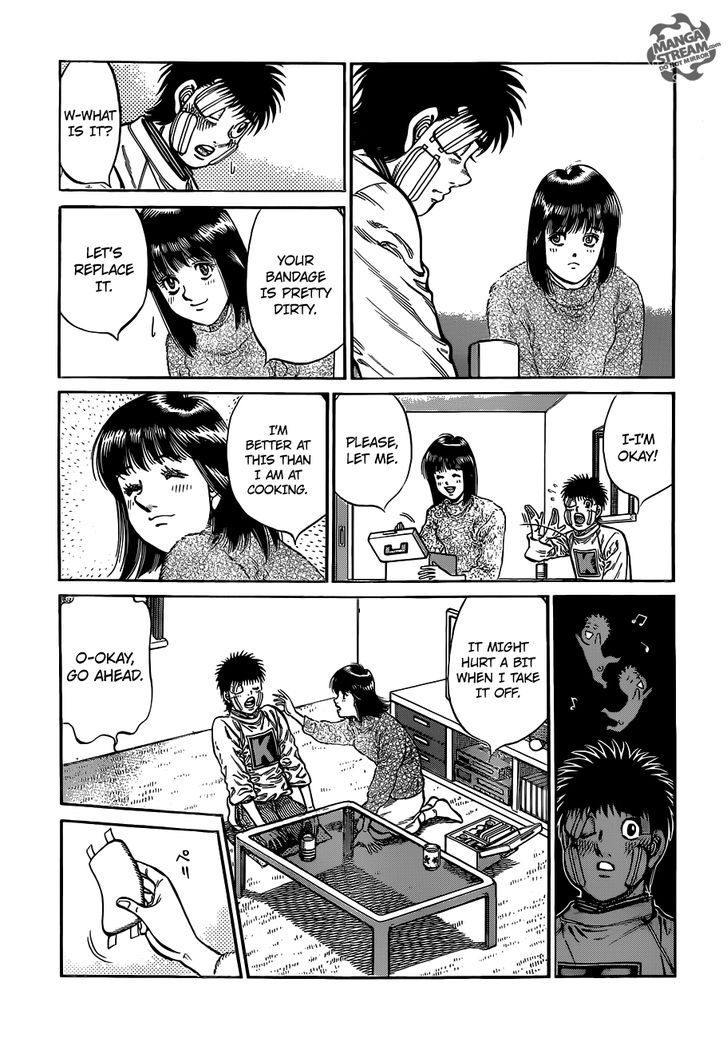 MANGA
STREAM.com
DO NOT MIRROR
W-WHAT
IS IT?
YOUR
BANDAGE
IS PRETTY
DIRTY.
LET'S
REPLACE
IT.
I-I'M
OKAY!
PLEASE,
LET ME.
I'M
BETTER AT
THIS THAN
I AM AT
COOKING.
K
IT MIGHT
HURT A BIT
WHEN I TAKE
IT OFF.
O-OKAY,
GO AHEAD.
K
ペリ